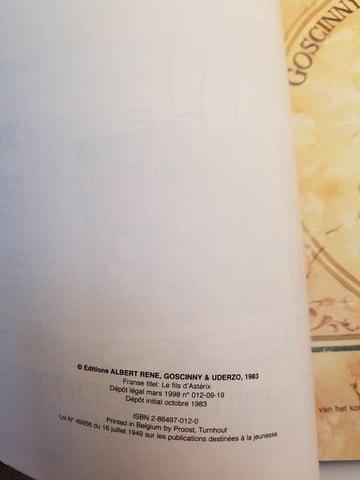 GOSCINNY
© Éditions ALBERT RENE, GOSCINNY & UDERZO, 1983
Franse titel: Le fils d'Astérix
Dépôt légal mars 1998 n° 012-09-19
Dépôt initial octobre 1983
ISBN 2-86497-012-0
Printed in Belgium by Proost, Turnhout
Loi N° 49956 du 16 juillet 1949 sur les publications destinées à la jeunesse.
van het